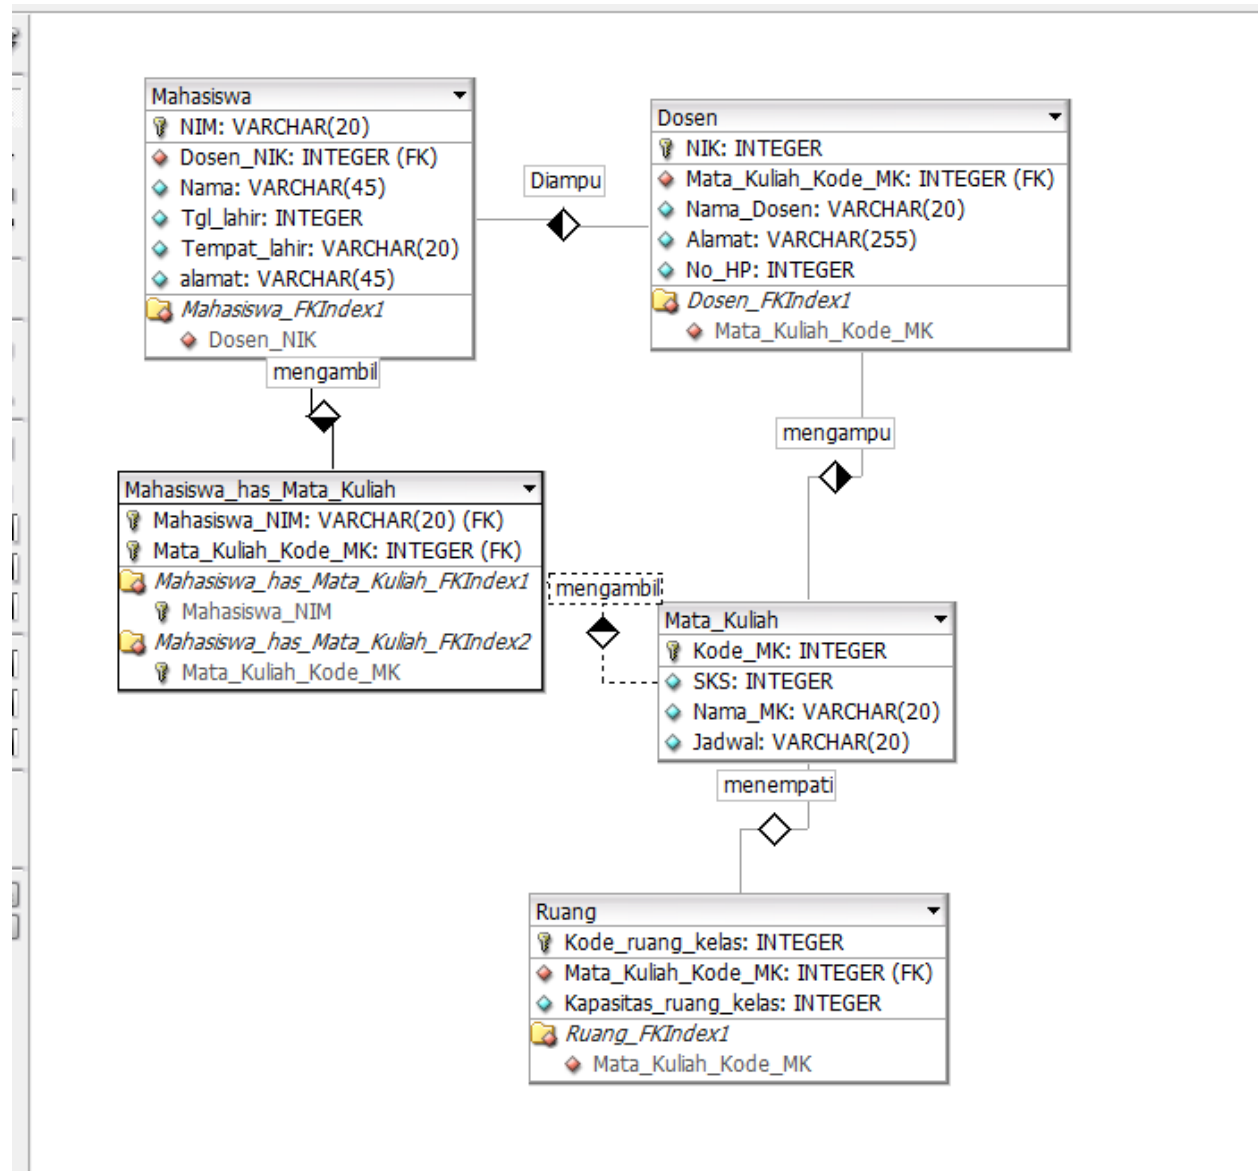 Mahasiswa
NIM: VARCHAR(20)
Dosen_NIK: INTEGER (FK)
Nama: VARCHAR(45)
Tgl_lahir: INTEGER
Tempat_lahir: VARCHAR(20)
alamat: VARCHAR(45)
Mahasiswa_FKIndex1
Dosen_NIK
Diampu
Dosen
NIK: INTEGER
Mata_Kuliah_Kode_MK: INTEGER (FK)
Nama_Dosen: VARCHAR(20)
Alamat: VARCHAR(255)
No_HP: INTEGER
Dosen_FKIndex1
Mata_Kuliah_Kode_MK
mengambil
mengampu
Mahasiswa_has_Mata_Kuliah
Mahasiswa_NIM: VARCHAR(20) (FK)
Mata_Kuliah_Kode_MK: INTEGER (FK)
Mahasiswa_has_Mata_Kuliah_FKIndex1
Mahasiswa_NIM
Mahasiswa_has_Mata_Kuliah_FKIndex2
Mata_Kuliah_Kode_MK
mengambil
Mata_Kuliah
Kode_MK: INTEGER
SKS: INTEGER
Nama_MK: VARCHAR(20)
Jadwal: VARCHAR(20)
menempati
Ruang
Kode_ruang_kelas: INTEGER
Mata_Kuliah_Kode_MK: INTEGER (FK)
Kapasitas_ruang_kelas: INTEGER
Ruang_FKIndex1
Mata_Kuliah_Kode_MK